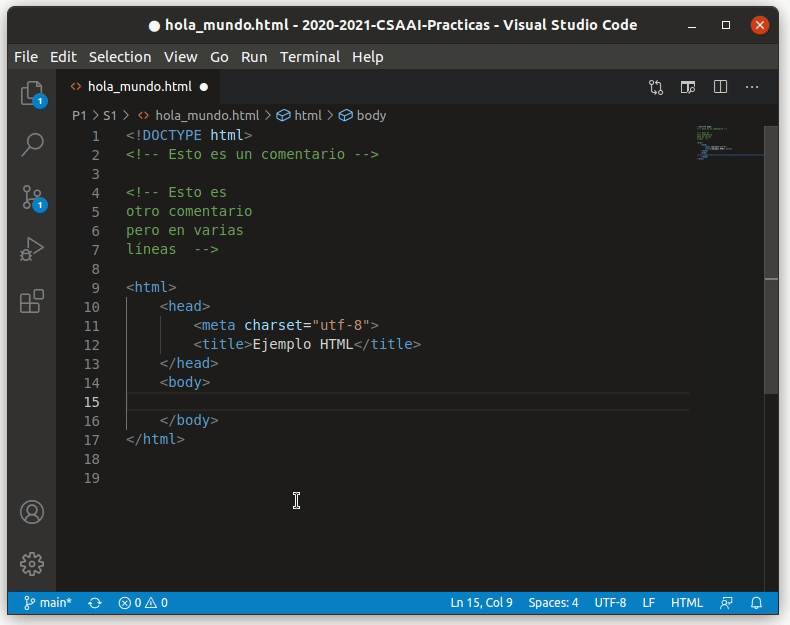 ● hola_mundo.html - 2020-2021-CSAAI-Practicas - Visual Studio Code
File Edit Selection View Go Run Terminal Help
<> hola_mundo.html ●
P1 > S1 > <> hola_mundo.html > html > body
1 <!DOCTYPE html>
2 <!-- Esto es un comentario -->
3
4 <!-- Esto es
5 otro comentario
6 pero en varias
7 líneas  -->
8
9 <html>
10     <head>
11         <meta charset="utf-8">
12         <title>Ejemplo HTML</title>
13     </head>
14     <body>
15
16     </body>
17 </html>
18
19
1
1
main* 0 0 Ln 15, Col 9 Spaces: 4 UTF-8 LF HTML